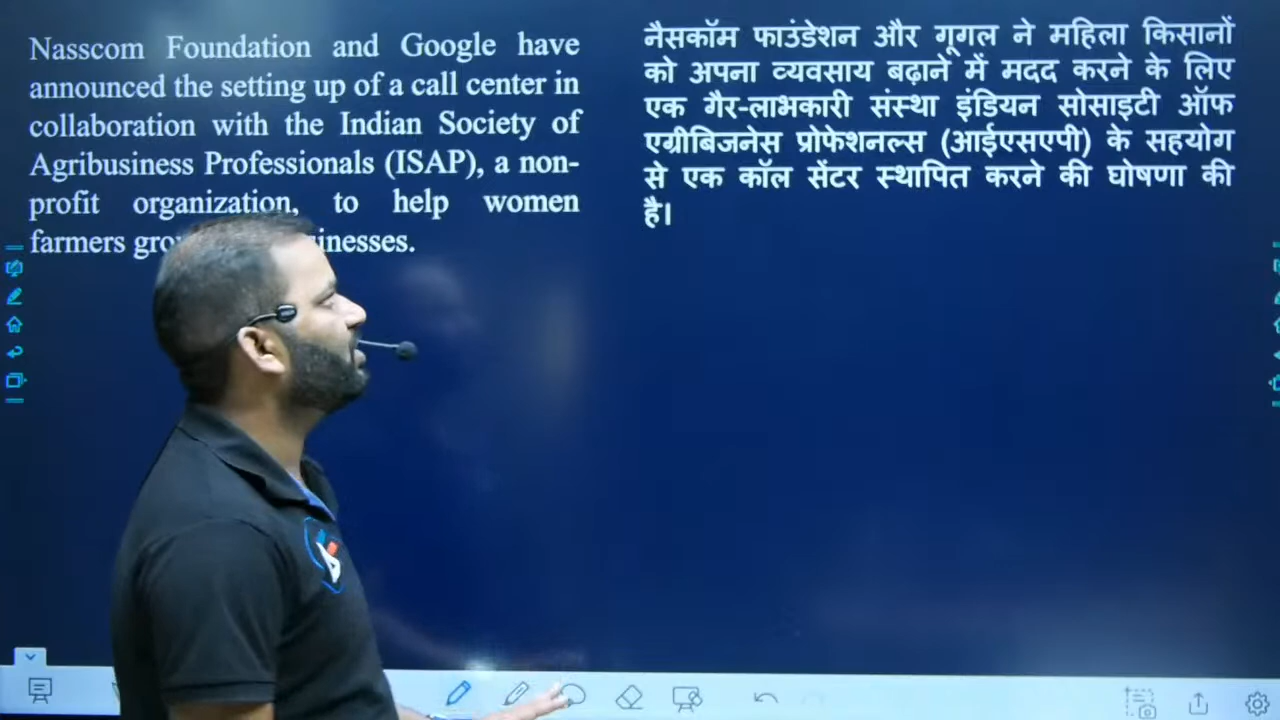 Nasscom Foundation and Google have
announced the setting up of a call center in
collaboration with the Indian Society of
Agribusiness Professionals (ISAP), a non-
profit organization, to help women
farmers
नैसकॉम फाउंडेशन और गूगल ने महिला किसानों
को अपना व्यवसाय बढ़ाने में मदद करने के लिए
एक गैर-लाभकारी संस्था इंडियन सोसाइटी ऑफ
एग्रीबिजनेस प्रोफेशनल्स (आईएसएपी) के सहयोग
से एक कॉल सेंटर स्थापित करने की घोषणा की
है।